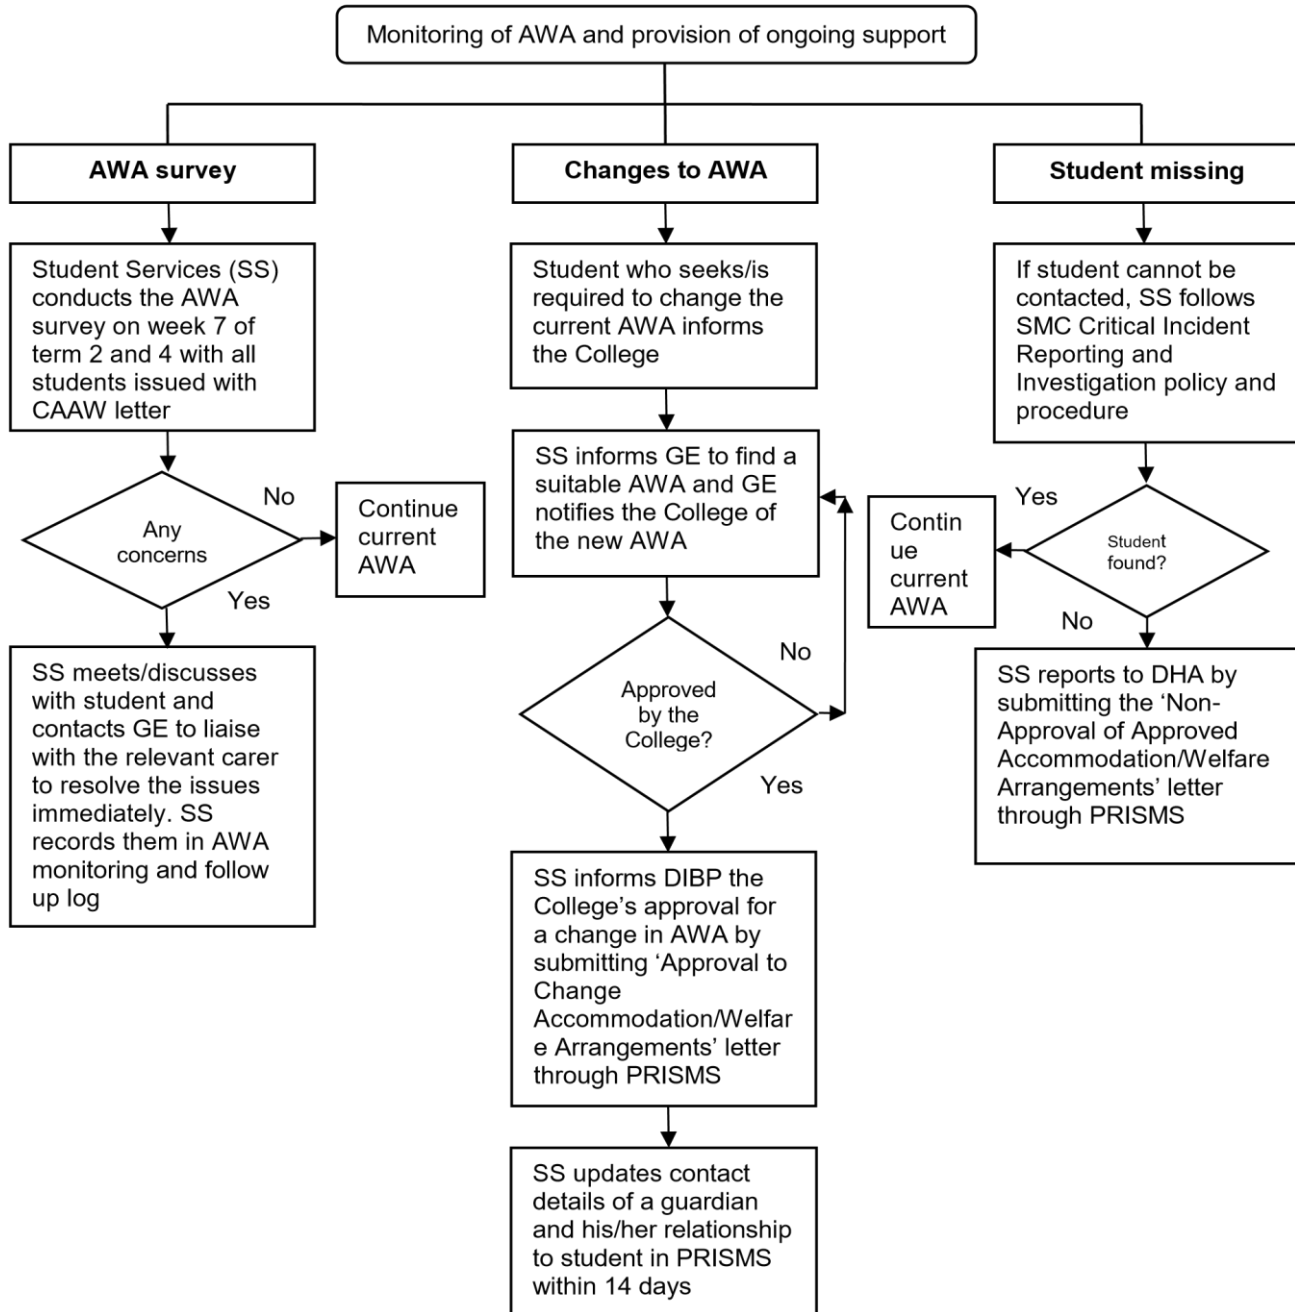 Monitoring of AWA and provision of ongoing support
AWA survey
Student Services (SS)
conducts the AWA
survey on week 7 of
term 2 and 4 with all
students issued with
CAAW letter
Any
concerns
No
Continue
current
AWA
Yes
SS meets/discusses
with student and
contacts GE to liaise
with the relevant carer
to resolve the issues
immediately. SS
records them in AWA
monitoring and follow
up log
Changes to AWA
Student who seeks/is
required to change the
current AWA informs
the College
SS informs GE to find a
suitable AWA and GE
notifies the College of
the new AWA
Approved
by the
College?
No
Yes
SS informs DIBP the
College’s approval for
a change in AWA by
submitting ‘Approval to
Change
Accommodation/Welfar
e Arrangements’ letter
through PRISMS
SS updates contact
details of a guardian
and his/her relationship
to student in PRISMS
within 14 days
Student missing
If student cannot be
contacted, SS follows
SMC Critical Incident
Reporting and
Investigation policy and
procedure
Student
found?
Yes
Contin
ue
current
AWA
No
SS reports to DHA by
submitting the ‘Non-
Approval of Approved
Accommodation/Welfare
Arrangements’ letter
through PRISMS